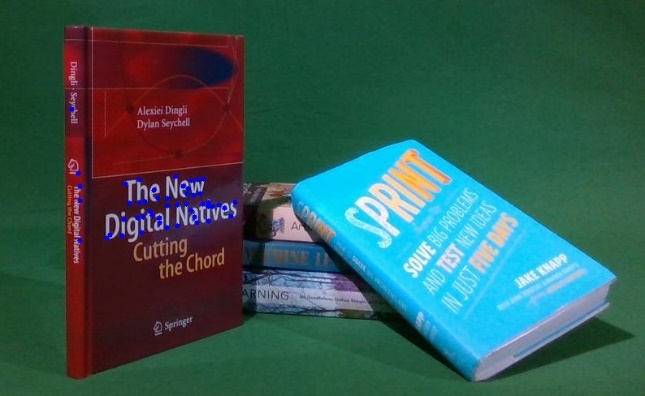 Dingli · Seychell
The New Digital Natives
Cutting the Chord
Alexiei Dingli
Dylan Seychell
The New
Digital Natives
Cutting
the Chord
Springer
ARNING
SPRINT
SPRINT
SOLVE BIG PROBLEMS
AND TEST NEW IDEAS
IN JUST FIVE DAYS
JAKE KNAPP